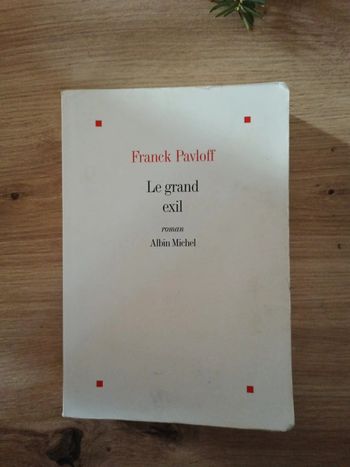 Franck Pavloff
Le grand
exil
roman
Albin Michel